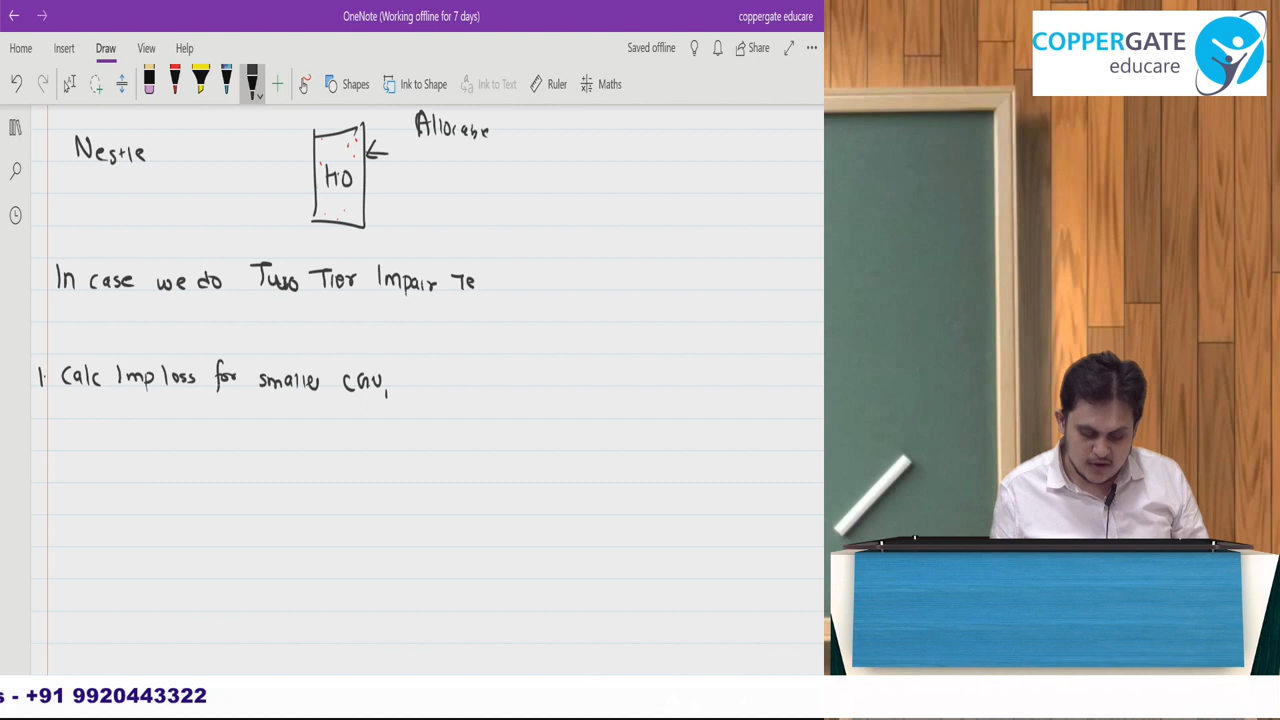 OneNote (Working offline for 7 days)
coppergate educare
Home Insert Draw View Help
Saved offline
Share
Shapes
Ink to Shape
Ink to Text
Ruler
Maths
COPPERGATE
educare
Allocable
Nestle
HO
In case we do Two Tier Impair Te
1. Calc Imp loss for smaller CGU,
s - +91 9920443322